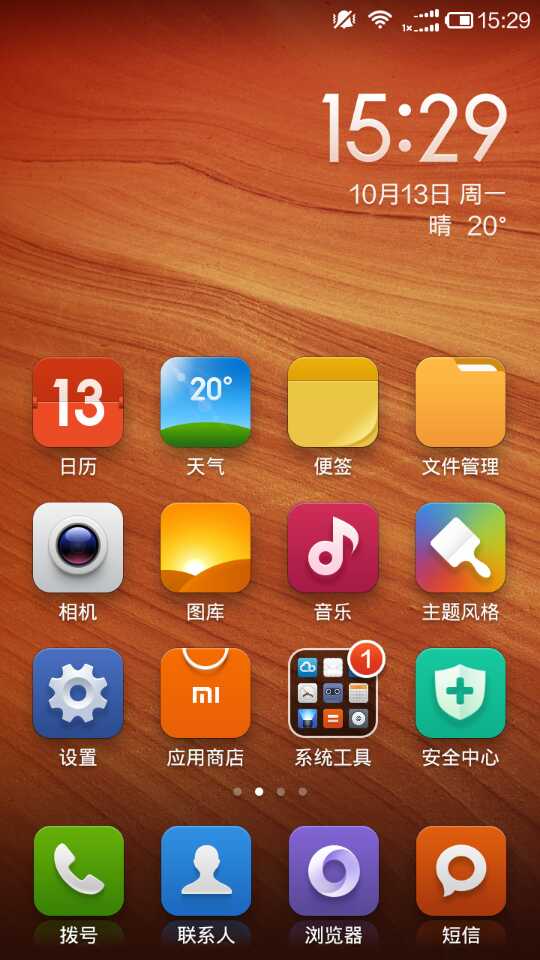 15:29
15:29
10月13日 周一
晴 20°
13
20°
日历
天气
便签
文件管理
相机
图库
音乐
主题风格
mi
1
设置
应用商店
系统工具
安全中心
拨号
联系人
浏览器
短信